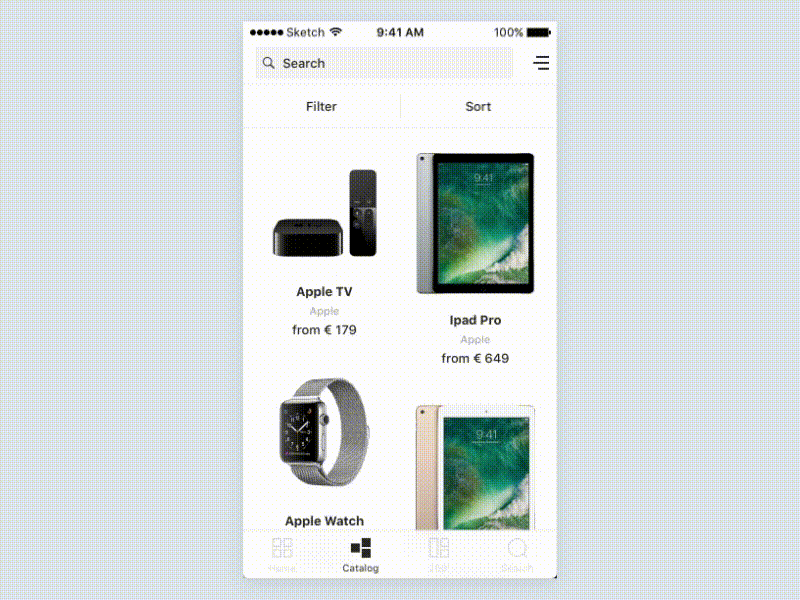 Sketch 9:41 AM 100%
Search
Filter Sort
9:41
Apple TV
Apple
from € 179
Ipad Pro
Apple
from € 649
9:41
Apple Watch
Home Catalog Search